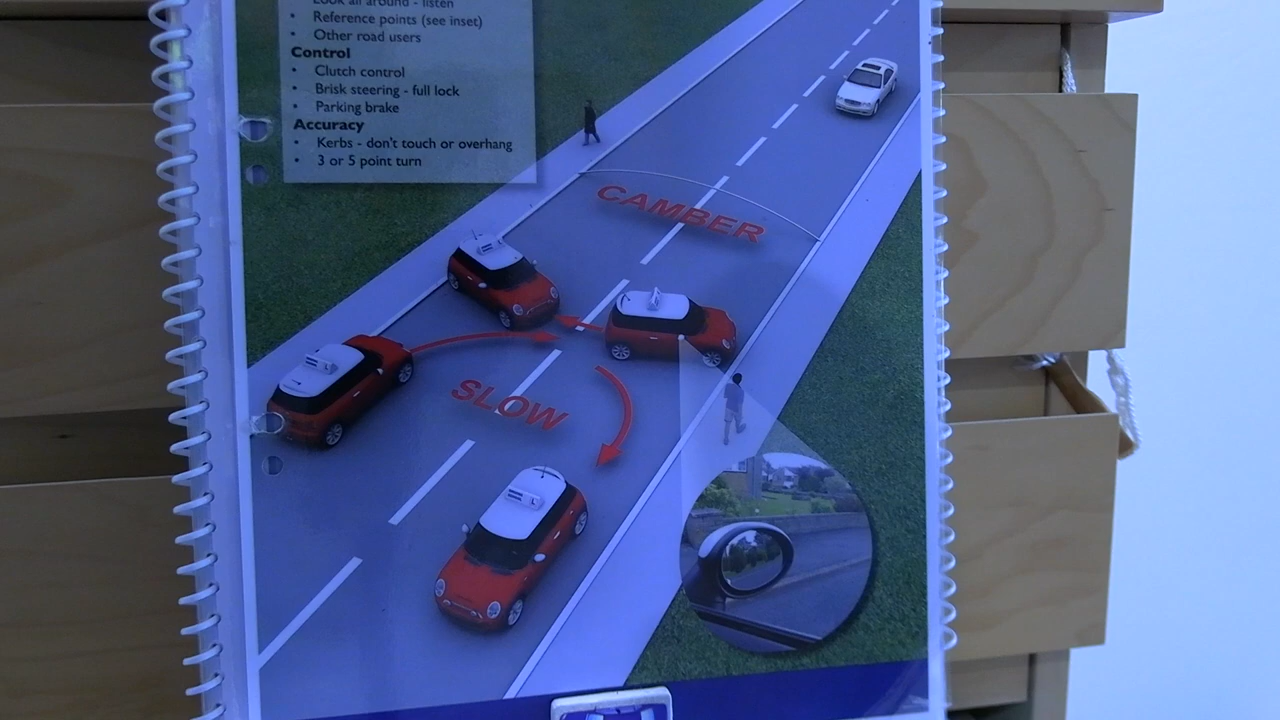 Look all around - listen
• Reference points (see inset)
• Other road users
Control
• Clutch control
• Brisk steering - full lock
• Parking brake
Accuracy
• Kerbs - don't touch or overhang
• 3 or 5 point turn
CAMBER
SLOW
L